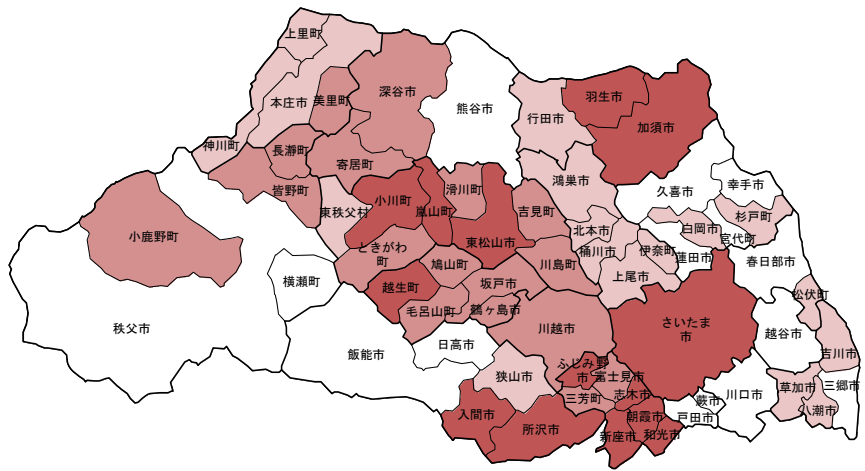 上里町
本庄市
美里町
深谷市
熊谷市
神川町
長瀞町
寄居町
皆野町
行田市
羽生市
加須市
鴻巣市
久喜市
幸手市
杉戸町
小鹿野町
東秩父村
小川町
嵐山町
滑川町
吉見町
東松山市
北本市
桶川市
伊奈町
白岡市
宮代町
蓮田市
春日部市
上尾市
ときがわ
町
鳩山町
川島町
横瀬町
越生町
坂戸市
毛呂山町
鶴ヶ島市
松伏町
秩父市
飯能市
日高市
川越市
さいたま
市
越谷市
吉川市
狭山市
ふじみ野
市
富士見市
三芳町
志木市
入間市
所沢市
新座市
朝霞市
和光市
蕨市
戸田市
川口市
草加市
八潮市
三郷市